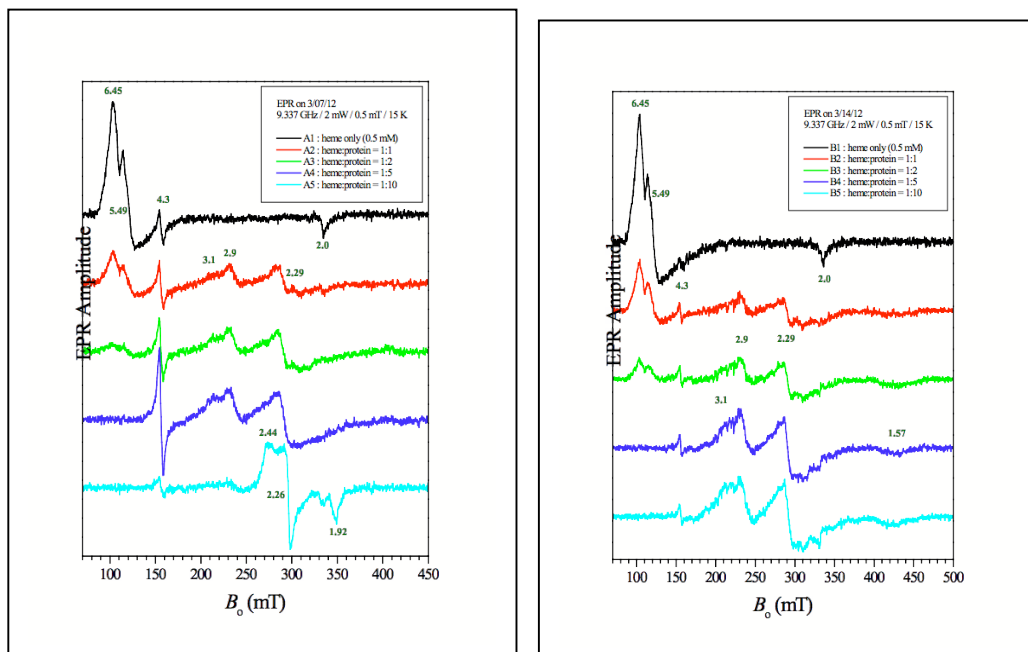 6.45
EPR on 3/07/12
9.337 GHz / 2 mW / 0.5 mT / 15 K
A1 : heme only (0.5 mM)
A2 : heme:protein = 1:1
A3 : heme:protein = 1:2
A4 : heme:protein = 1:5
A5 : heme:protein = 1:10
5.49
4.3
2.0
3.1
2.9
2.29
2.44
2.26
1.92
EPR Amplitude
100 150 200 250 300 350 400 450
Bo (mT)
6.45
EPR on 3/14/12
9.337 GHz / 2 mW / 0.5 mT / 15 K
B1 : heme only (0.5 mM)
B2 : heme:protein = 1:1
B3 : heme:protein = 1:2
B4 : heme:protein = 1:5
B5 : heme:protein = 1:10
5.49
4.3
2.0
2.9
2.29
3.1
1.57
EPR Amplitude
100 150 200 250 300 350 400 450 500
Bo (mT)